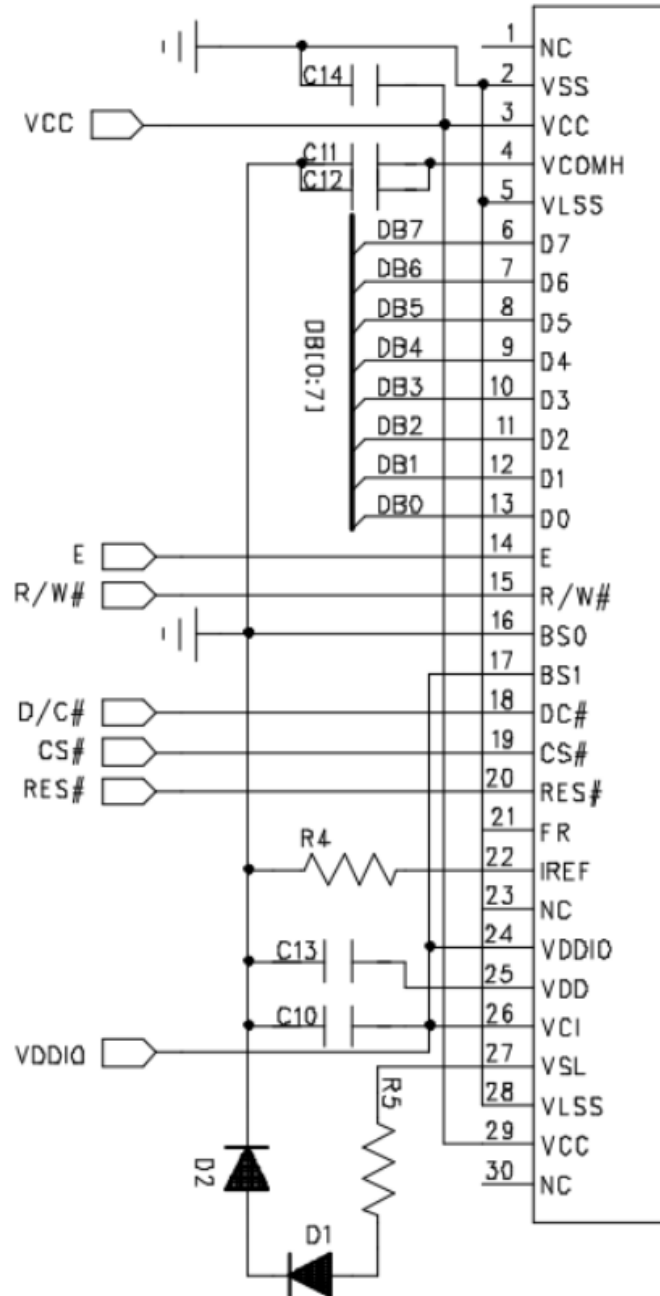 1 NC
C14 2 VSS
VCC 3 VCC
C11 4 VCOMH
C12 5 VLSS
DB7 6 D7
DB6 7 D6
DB5 8 D5
DB4 9 D4
DB3 10 D3
DB2 11 D2
DB1 12 D1
DB0 13 D0
DB[0:7]
E 14 E
R/W# 15 R/W#
16 BS0
17 BS1
D/C# 18 DC#
CS# 19 CS#
RES# 20 RES#
21 FR
R4 22 IREF
23 NC
24 VDDIO
C13 25 VDD
C10 26 VCI
VDDIO 27 VSL
R5 28 VLSS
29 VCC
D2 30 NC
D1